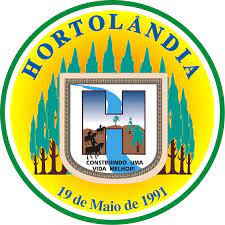 HORTOLÂNDIA
CONSTRUINDO UMA
VIDA MELHOR!
19 de Maio de 1991